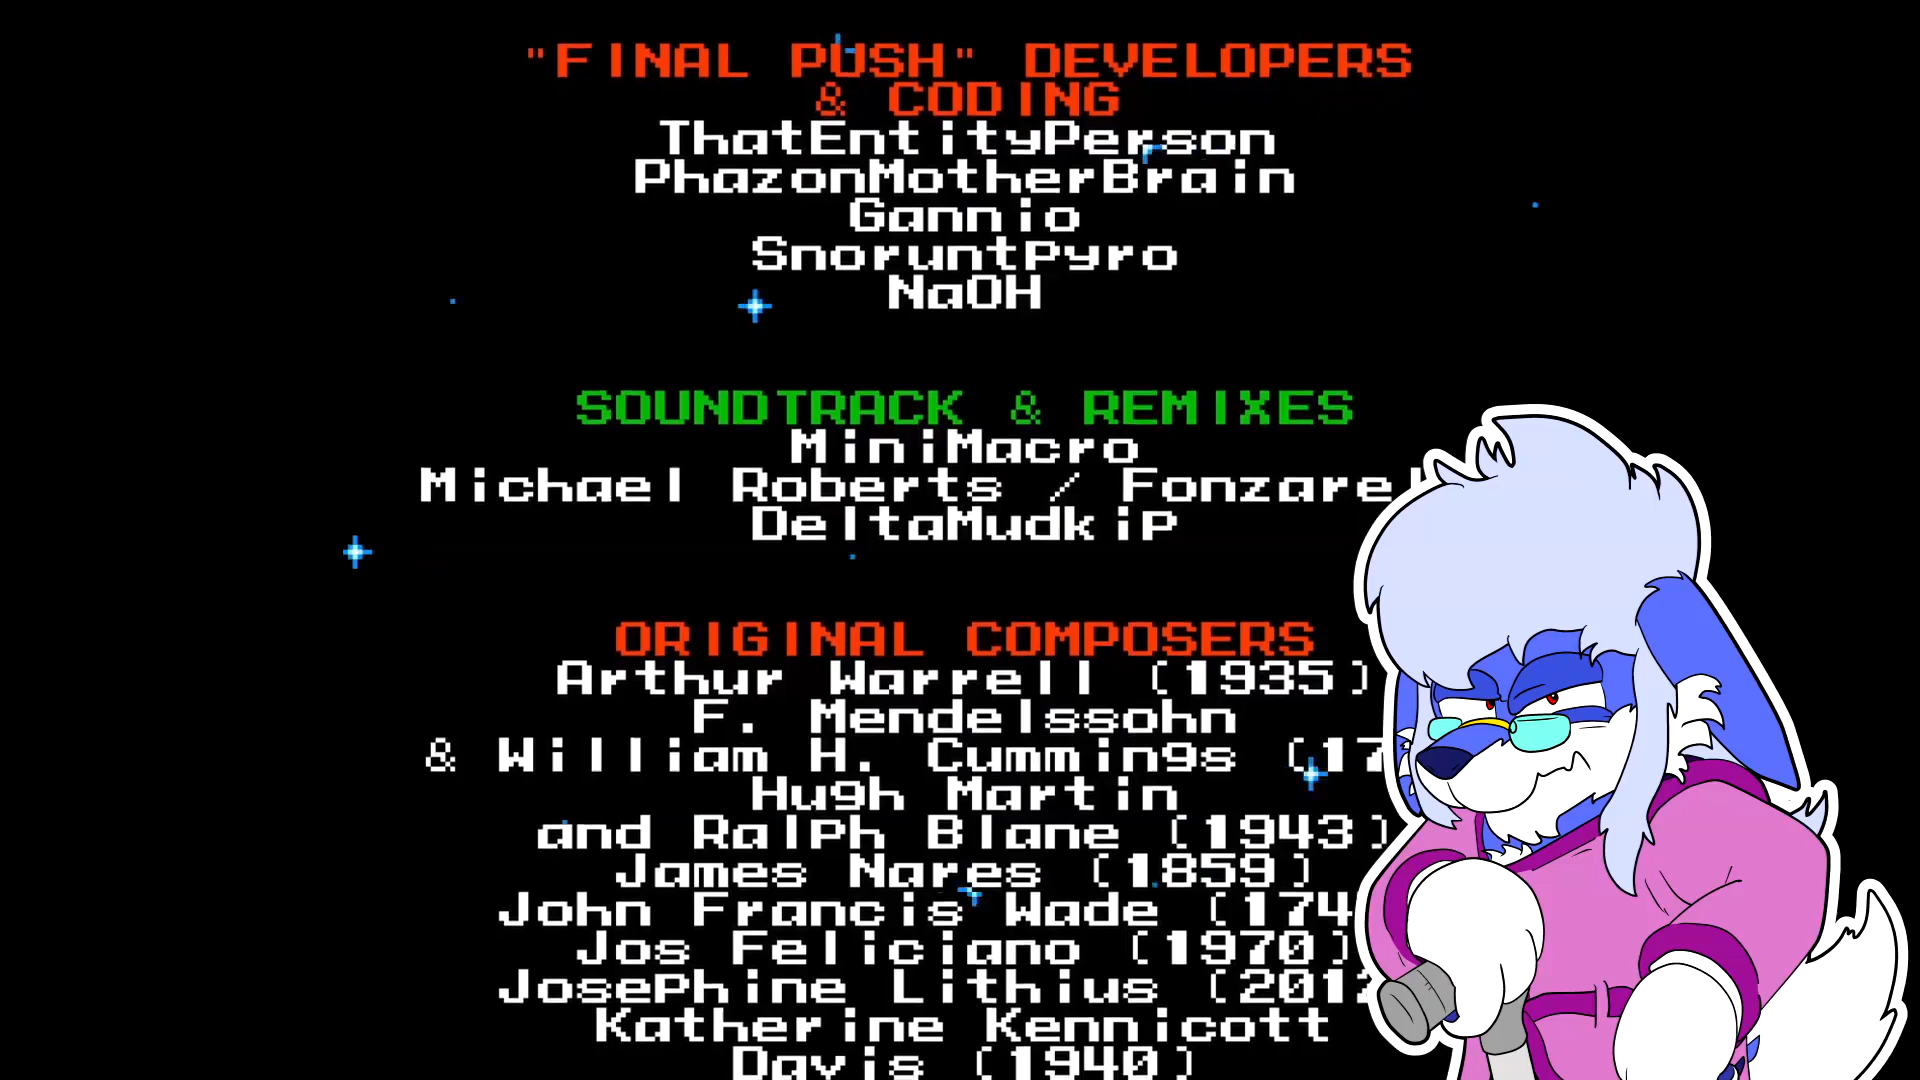 "FINAL PUSH" DEVELOPERS
& CODING
ThatEntityPerson
PhazonMotherBrain
Gannio
SnoruntPyro
NaOH
SOUNDTRACK & REMIXES
MiniMacro
Michael Roberts /
DeltaMudkip
ORIGINAL COMPOSERS
Arthur Warrell (1935)
F. Mendelssohn
& William H. Cummings
Hugh Martin
and Ralph Blane (1943)
James Nares (1859)
John Francis Wade
Jos Feliciano (1970)
Josephine Lithius
Katherine Kennicott
Davis (1940)